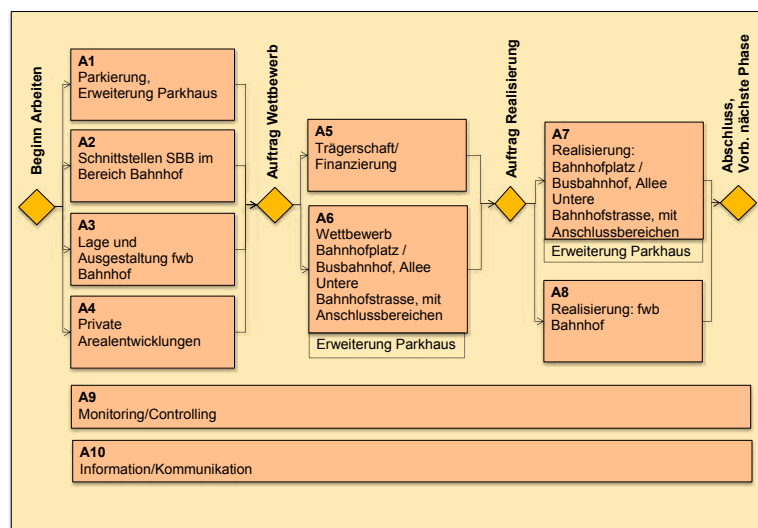 Beginn Arbeiten
A1
Parkierung,
Erweiterung Parkhaus
A2
Schnittstellen SBB im
Bereich Bahnhof
A3
Lage und
Ausgestaltung fwb
Bahnhof
A4
Private
Arealentwicklungen
Auftrag Wettbewerb
A5
Trägerschaft/
Finanzierung
A6
Wettbewerb
Bahnhofplatz /
Busbahnhof, Allee
Untere
Bahnhofstrasse, mit
Anschlussbereichen
Erweiterung Parkhaus
Auftrag Realisierung
A7
Realisierung:
Bahnhofplatz /
Busbahnhof, Allee
Untere
Bahnhofstrasse, mit
Anschlussbereichen
Erweiterung Parkhaus
A8
Realisierung: fwb
Bahnhof
Abschluss,
Vorb. nächste Phase
A9
Monitoring/Controlling
A10
Information/Kommunikation